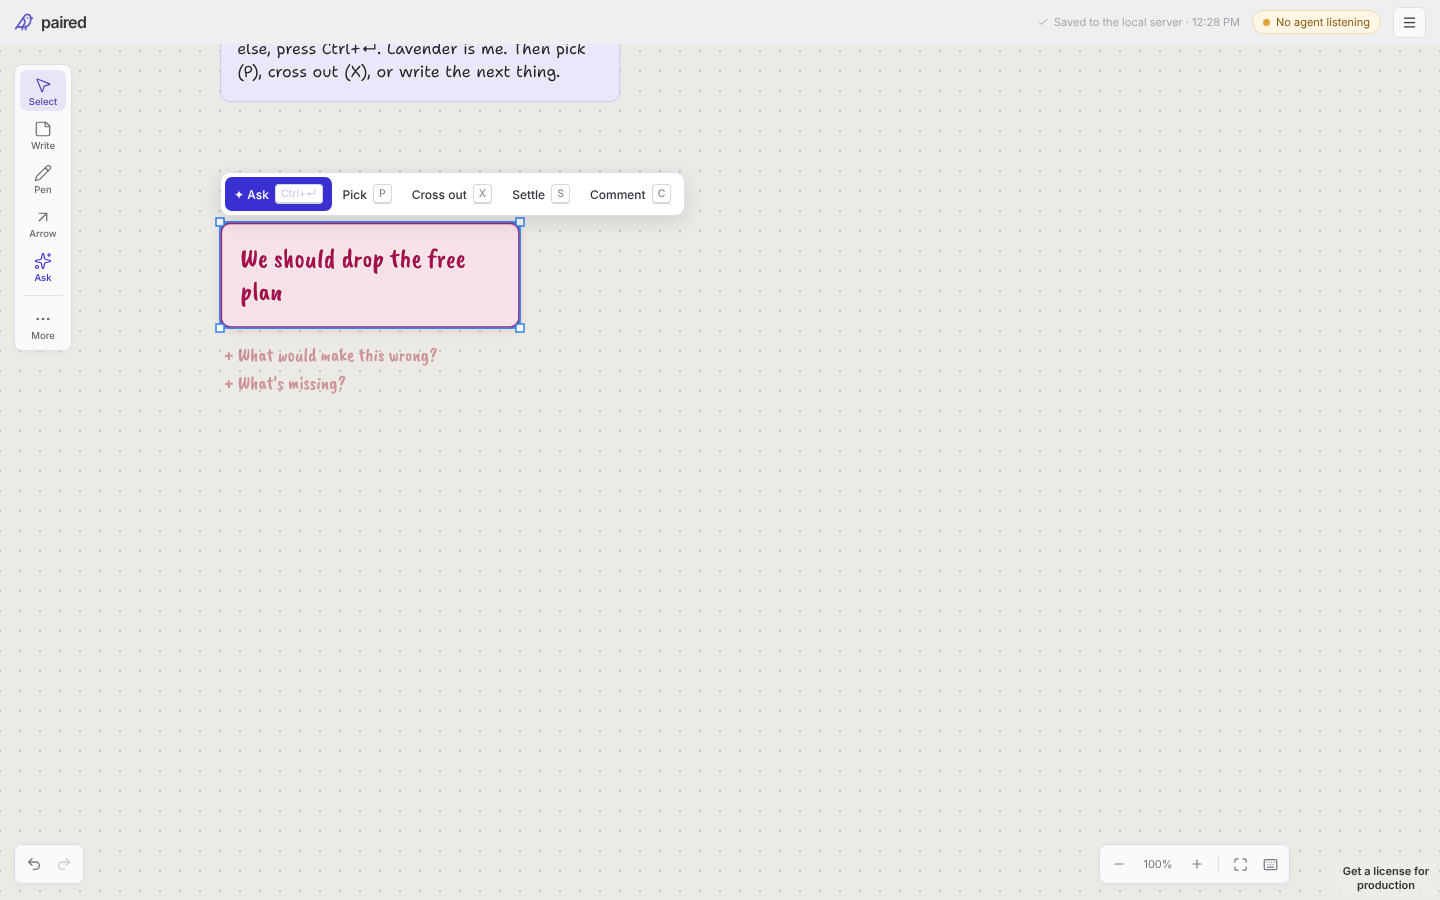 paired
Saved to the local server · 12:28 PM
No agent listening
else, press Ctrl+↵. Lavender is me. Then pick
(P), cross out (X), or write the next thing.
Select
Write
Pen
Arrow
Ask
More
✦ Ask Ctrl+↵ Pick P Cross out X Settle S Comment C
We should drop the free
plan
+ What would make this wrong?
+ What's missing?
100%
Get a license for
production